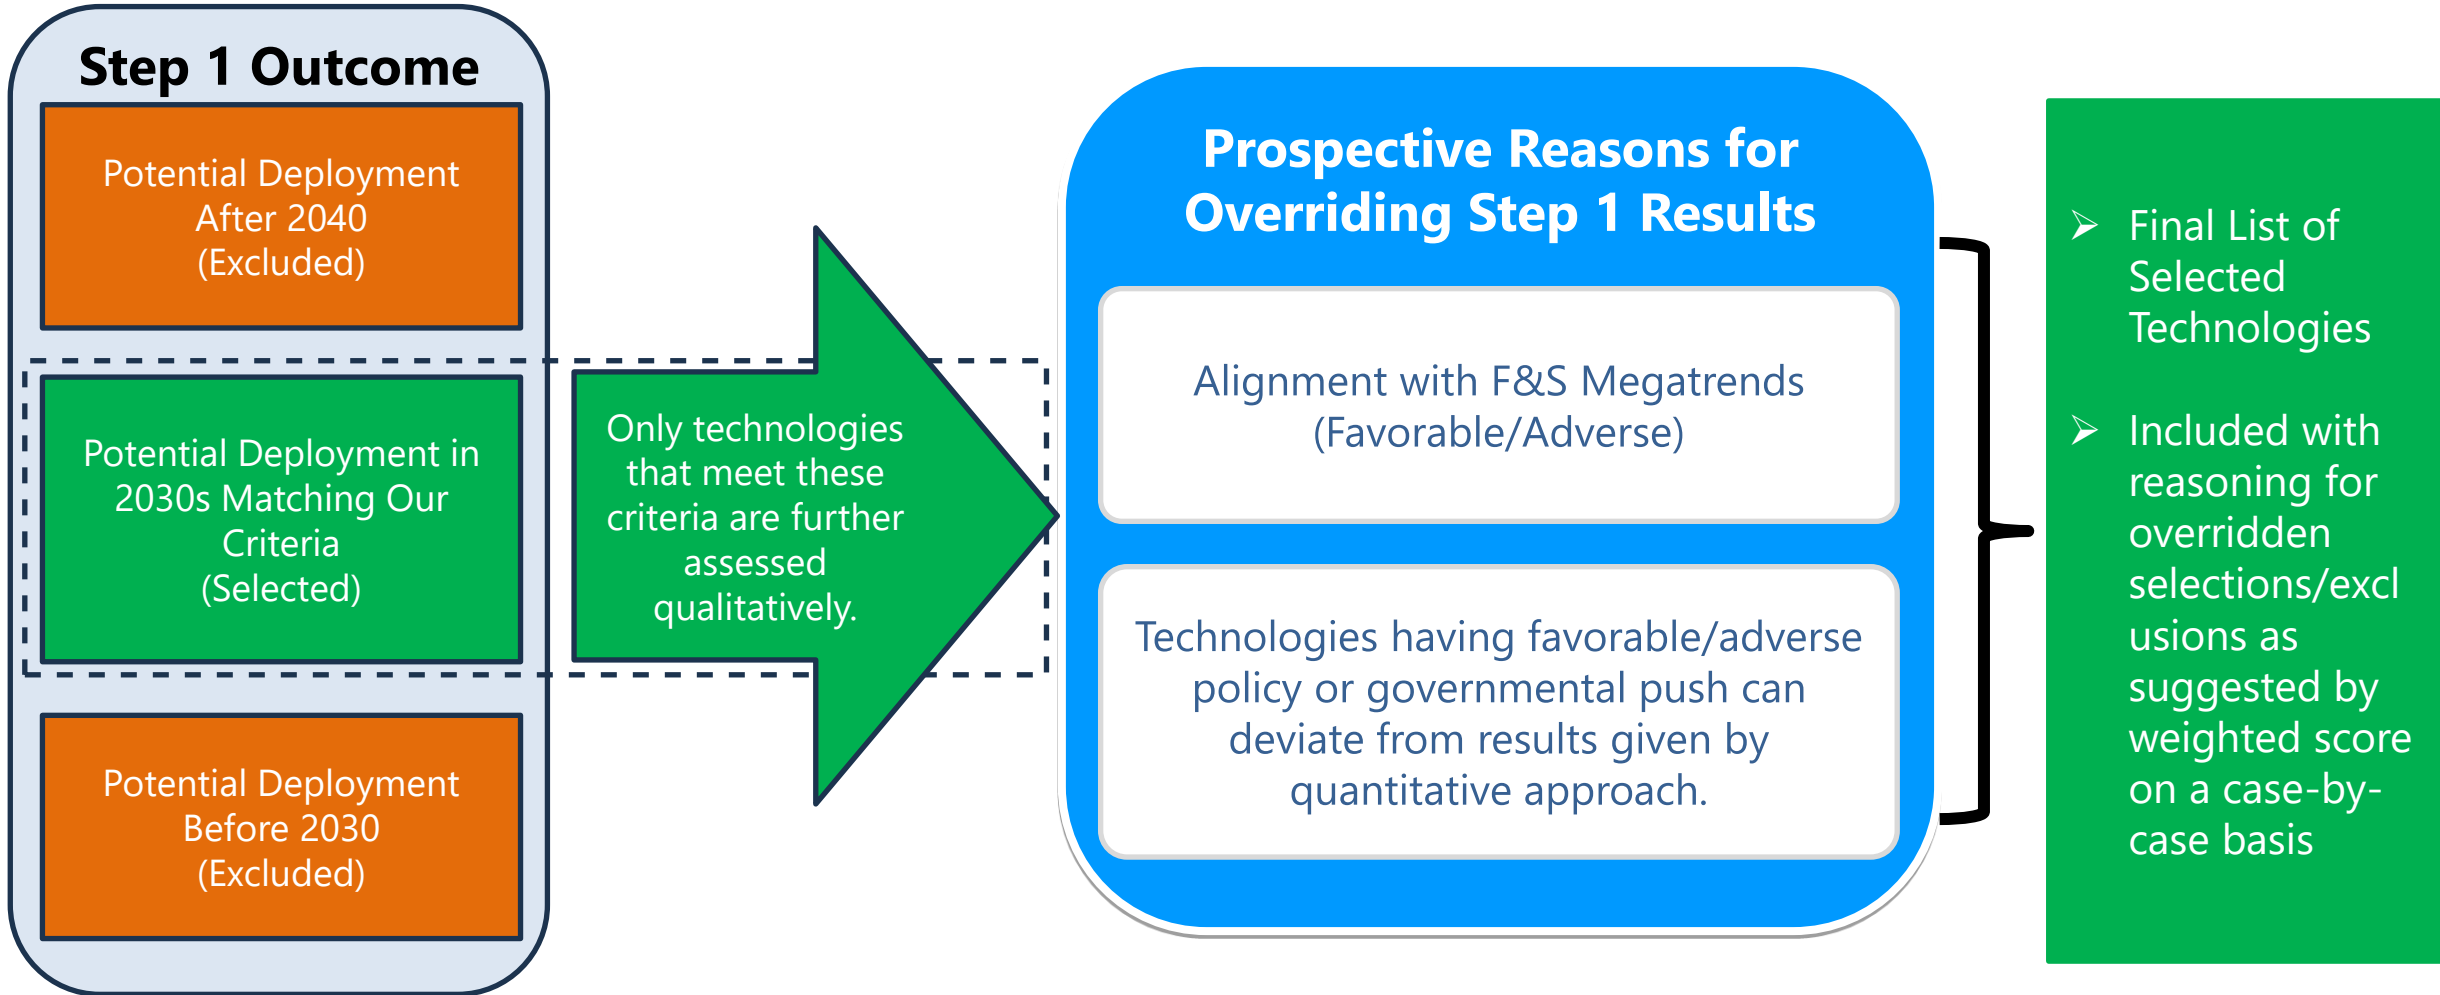 Step 1 Outcome
Potential Deployment
After 2040
(Excluded)
Potential Deployment in
2030s Matching Our
Criteria
(Selected)
Potential Deployment
Before 2030
(Excluded)
Only technologies
that meet these
criteria are further
assessed
qualitatively.
Prospective Reasons for
Overriding Step 1 Results
Alignment with F&S Megatrends
(Favorable/Adverse)
Technologies having favorable/adverse
policy or governmental push can
deviate from results given by
quantitative approach.
➢ Final List of
Selected
Technologies
➢ Included with
reasoning for
overridden
selections/excl
usions as
suggested by
weighted score
on a case-by-
case basis